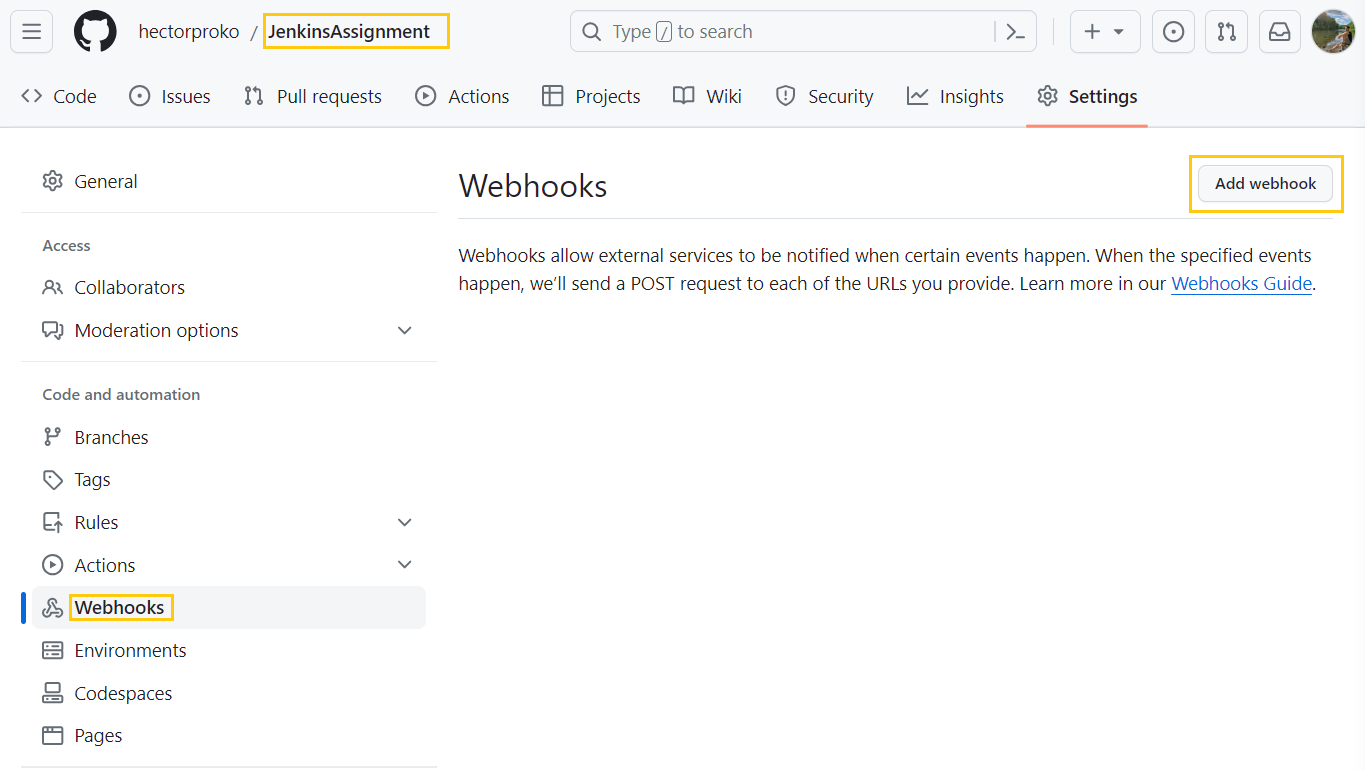 hectorproko / JenkinsAssignment
Type / to search
Code Issues Pull requests Actions Projects Wiki Security Insights Settings
General
Access
Collaborators
Moderation options
Code and automation
Branches
Tags
Rules
Actions
Webhooks
Environments
Codespaces
Pages
Webhooks
Add webhook
Webhooks allow external services to be notified when certain events happen. When the specified events
happen, we’ll send a POST request to each of the URLs you provide. Learn more in our Webhooks Guide.